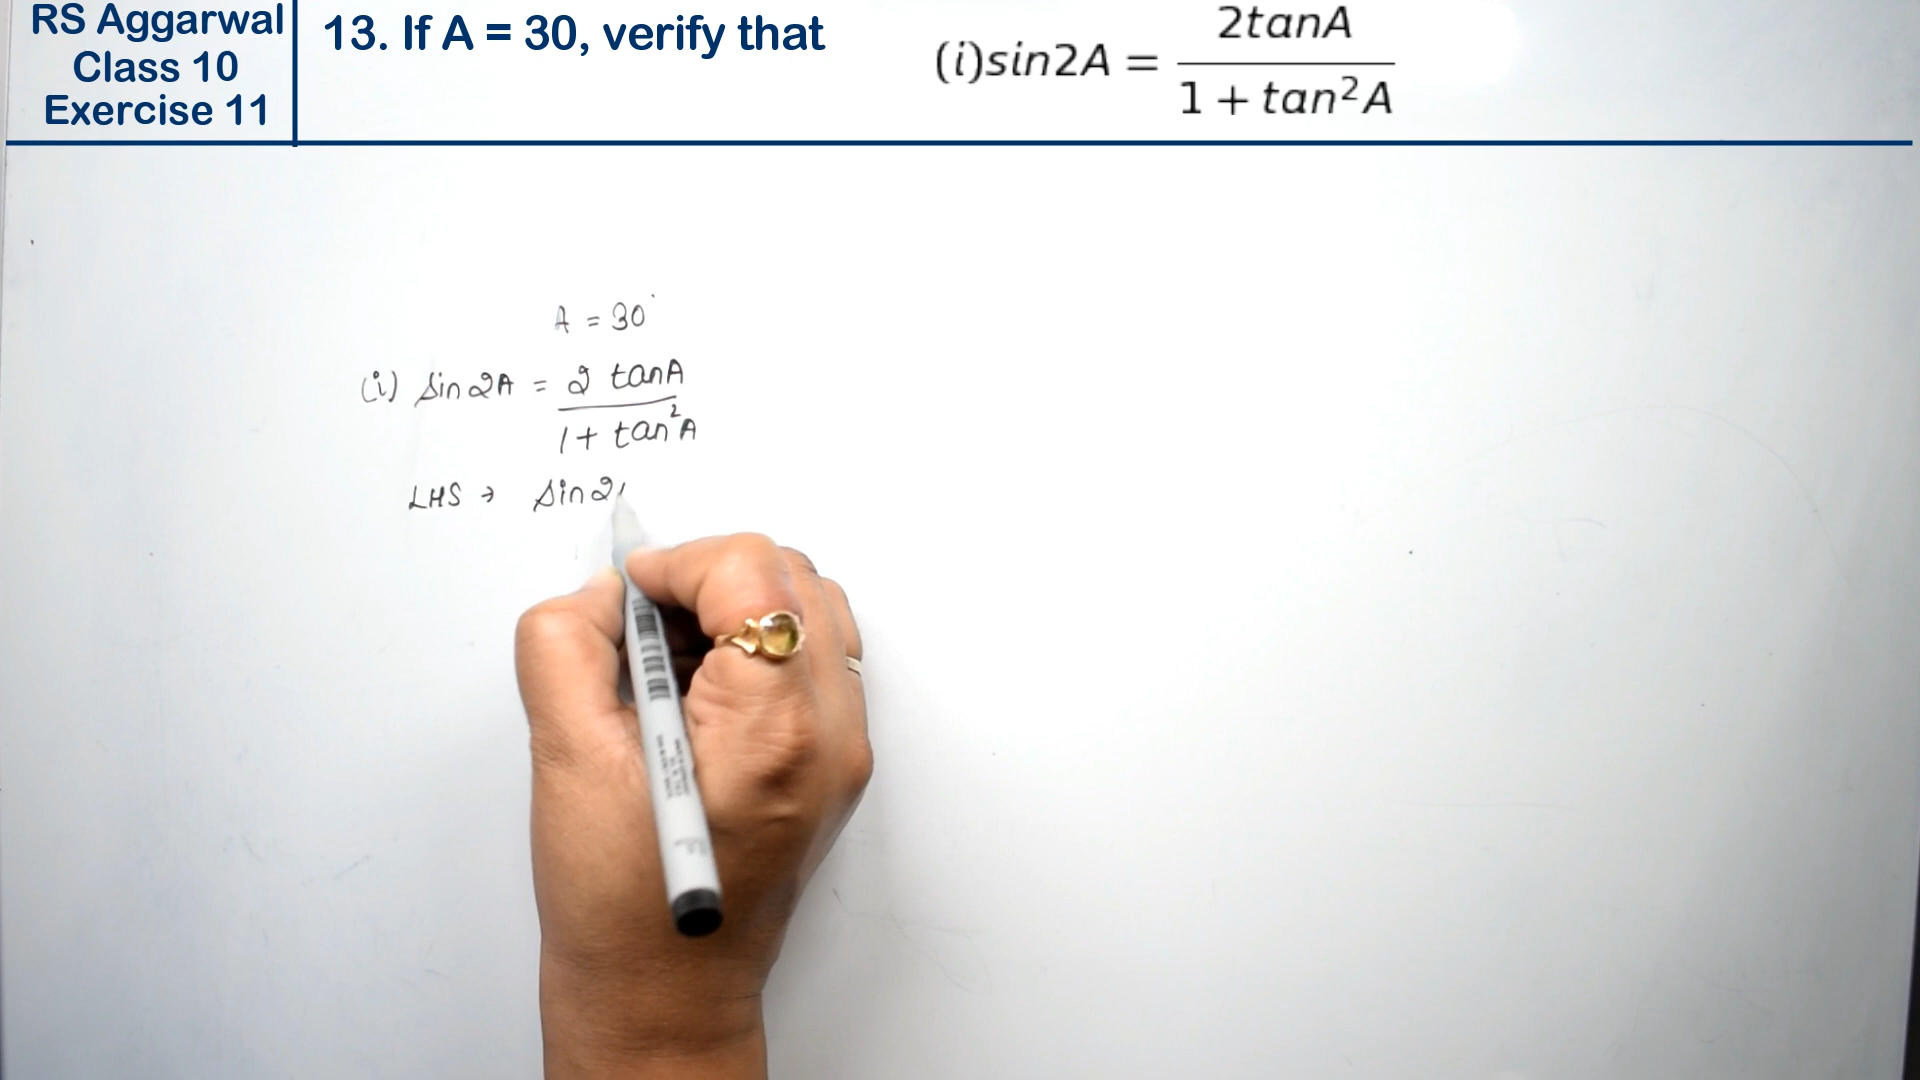 RS Aggarwal
Class 10
Exercise 11
13. If A = 30, verify that
(i)sin2A = 2tanA / 1 + tan²A
A = 30°
(i) sin2A = 2 tanA / 1 + tan²A
LHS → sin2